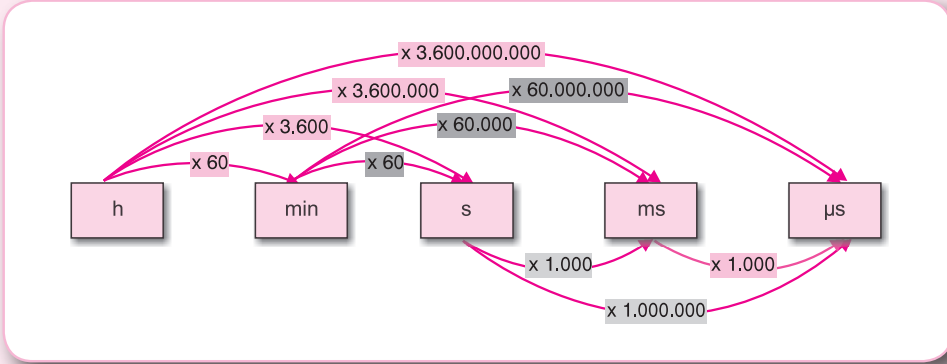 x 3.600.000.000
x 3.600.000
x 60.000.000
x 3.600
x 60.000
x 60
x 60
h
min
s
ms
µs
x 1.000
x 1.000
x 1.000.000